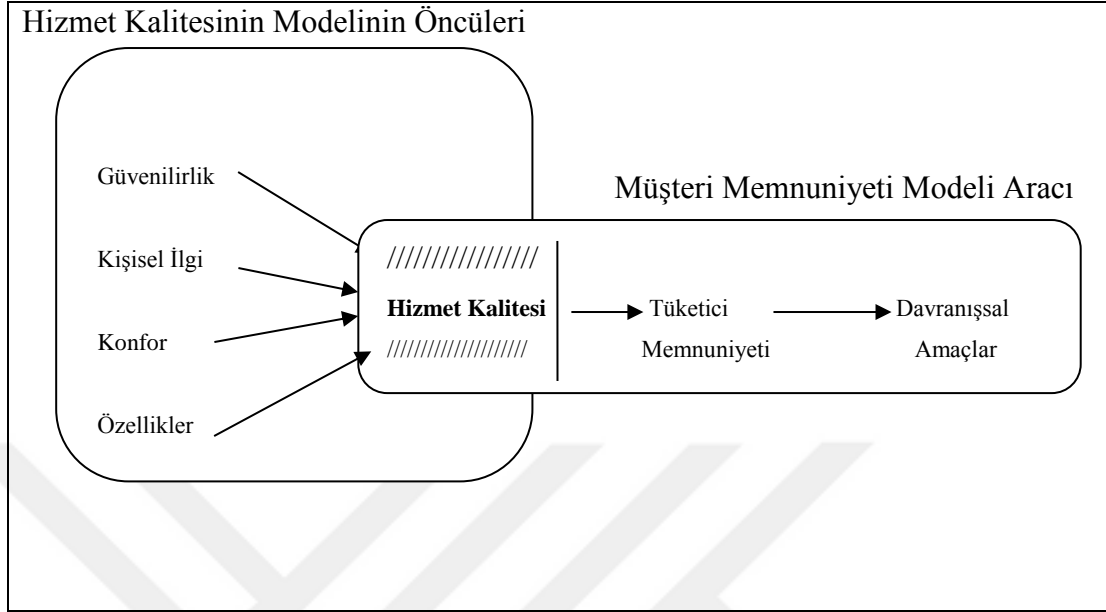 Hizmet Kalitesinin Modelinin Öncüleri
Güvenilirlik
Müşteri Memnuniyeti Modeli Aracı
Kişisel İlgi
/////////////////
Hizmet Kalitesi
Tüketici
Davranışsal
Konfor
/////////////////////
Memnuniyeti
Amaçlar
Özellikler